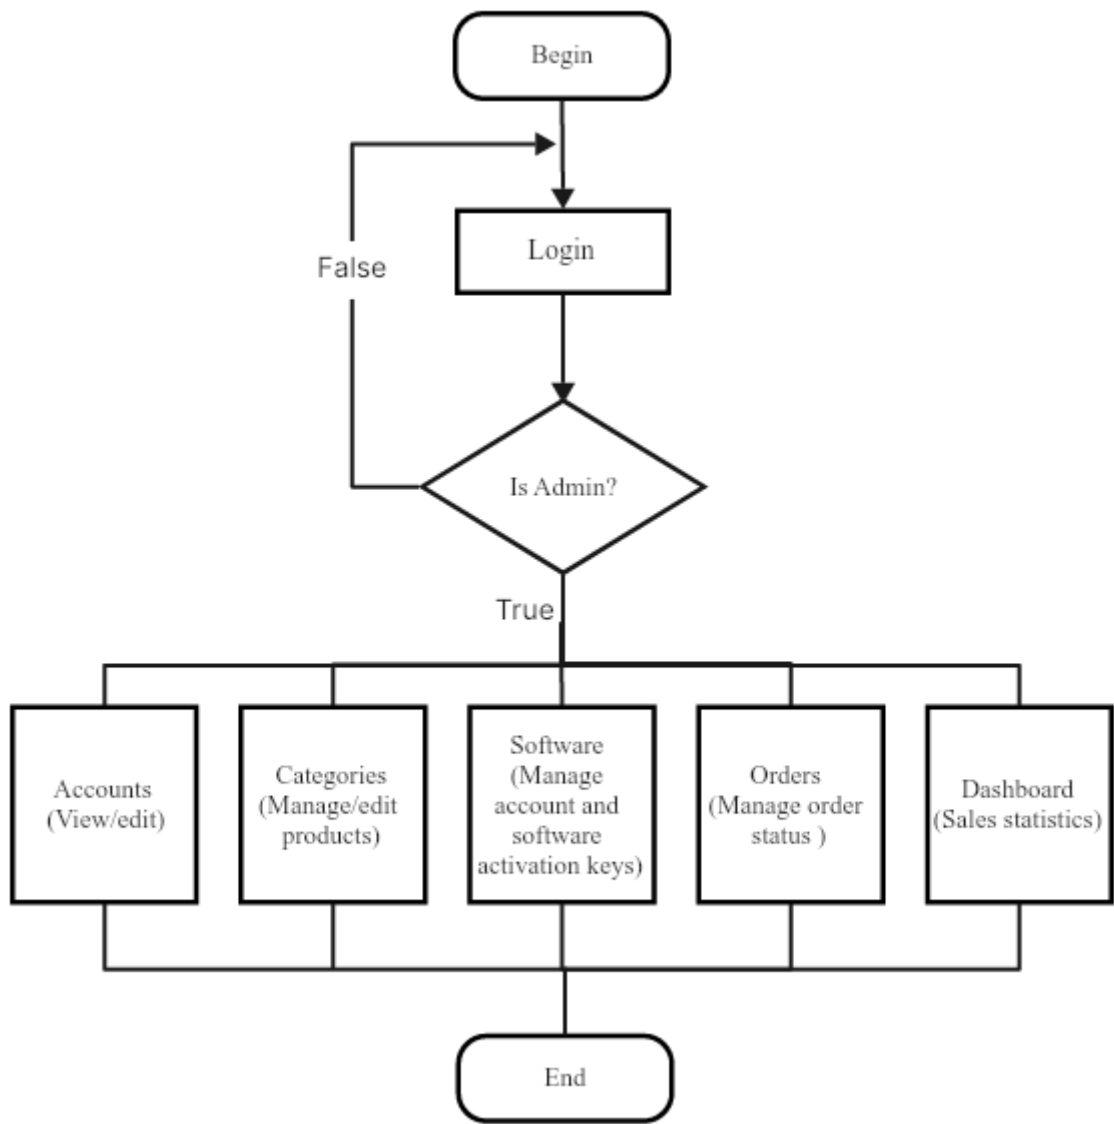 Begin
Login
False
Is Admin?
True
Accounts
(View/edit)
Categories
(Manage/edit
products)
Software
(Manage
account and
software
activation keys)
Orders
(Manage order
status )
Dashboard
(Sales statistics)
End